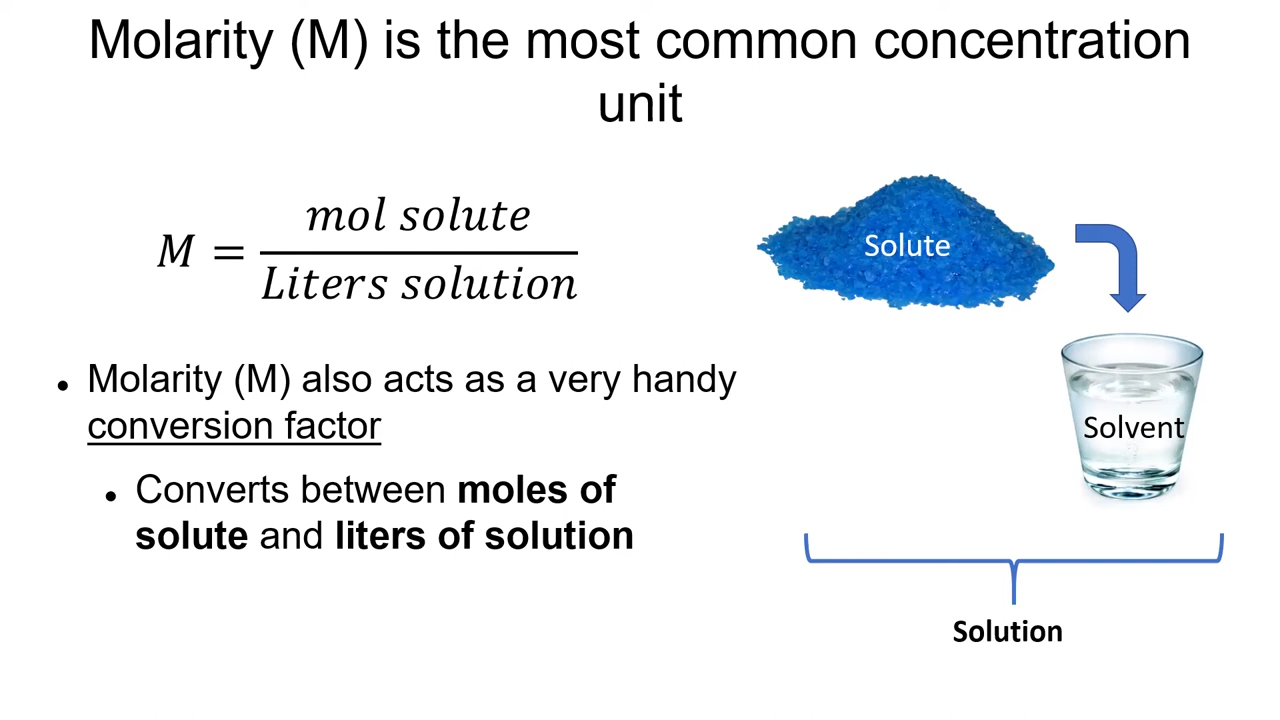 Molarity (M) is the most common concentration
unit
M = mol solute / Liters solution
Solute
Solvent
• Molarity (M) also acts as a very handy
conversion factor
• Converts between moles of
solute and liters of solution
Solution